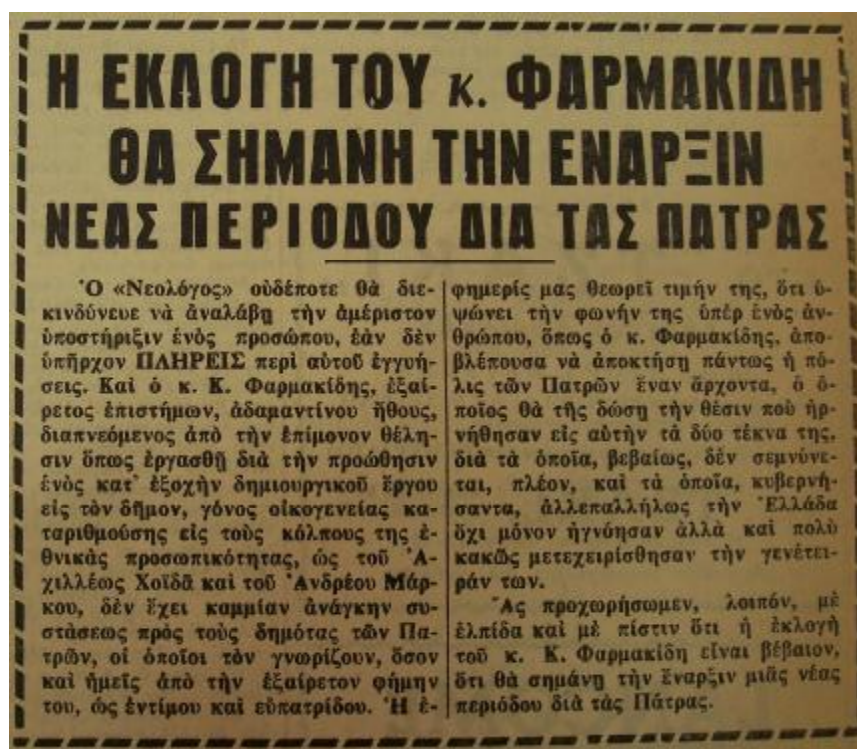 Η ΕΚΛΟΓΗ ΤΟΥ κ. ΦΑΡΜΑΚΙΔΗ
ΘΑ ΣΗΜΑΝΗ ΤΗΝ ΕΝΑΡΞΙΝ
ΝΕΑΣ ΠΕΡΙΟΔΟΥ ΔΙΑ ΤΑΣ ΠΑΤΡΑΣ
Ὁ «Νεολόγος» οὐδέποτε θὰ διε-
κινδύνευε νὰ ἀναλάβῃ τὴν ἀμέριστον
ὑποστήριξιν ἑνὸς προσώπου, ἐὰν δὲν
ὑπῆρχον ΠΛΗΡΕΙΣ περὶ αὐτοῦ ἐγγυή-
σεις. Καὶ ὁ κ. Κ. Φαρμακίδης, ἐξαί-
ρετος ἐπιστήμων, ἀδαμαντίνου ἤθους,
διαπνεόμενος ἀπὸ τὴν ἐπίμονον θέλη-
σιν ὅπως ἐργασθῇ διὰ τὴν προώθησιν
ἑνὸς κατ' ἐξοχὴν δημιουργικοῦ ἔργου
εἰς τὸν δῆμον, γόνος οἰκογενείας κα-
ταριθμούσης εἰς τοὺς κόλπους της ἐ-
θνικὰς προσωπικότητας, ὡς τοῦ Ἀ-
χιλλέως Χοϊδᾶ καὶ τοῦ Ἀνδρέου Μάρ-
κου, δὲν ἔχει καμμίαν ἀνάγκην συ-
στάσεως πρὸς τοὺς δημότας τῶν Πα-
τρῶν, οἱ ὁποῖοι τὸν γνωρίζουν, ὅσον
καὶ ἡμεῖς ἀπὸ τὴν ἐξαίρετον φήμην
του, ὡς ἐντίμου καὶ εὐπατρίδου. Ἡ ἐ-
φημερίς μας θεωρεῖ τιμήν της, ὅτι ὑ-
ψώνει τὴν φωνήν της ὑπὲρ ἑνὸς ἀν-
θρώπου, ὅπως ὁ κ. Φαρμακίδης, ἀπο-
βλέπουσα νὰ ἀποκτήσῃ πάντως ἡ πό-
λις τῶν Πατρῶν ἕναν ἄρχοντα, ὁ ὁ-
ποῖος θὰ τῆς δώσῃ τὴν θέσιν ποὺ ἠρ-
νήθησαν εἰς αὐτὴν τὰ δύο τέκνα της,
διὰ τὰ ὁποῖα, βεβαίως, δὲν σεμνύνε-
ται, πλέον, καὶ τὰ ὁποῖα, κυβερνή-
σαντα, ἀλλεπαλλήλως τὴν Ἑλλάδα
ὄχι μόνον ἠγνόησαν ἀλλὰ καὶ πολὺ
κακῶς μετεχειρίσθησαν τὴν γενέτει-
ράν των.
Ἂς προχωρήσωμεν, λοιπόν, μὲ
ἐλπίδα καὶ μὲ πίστιν ὅτι ἡ ἐκλογὴ
τοῦ κ. Κ. Φαρμακίδη εἶναι βέβαιον,
ὅτι θὰ σημάνῃ τὴν ἔναρξιν μιᾶς νέας
περιόδου διὰ τὰς Πάτρας.